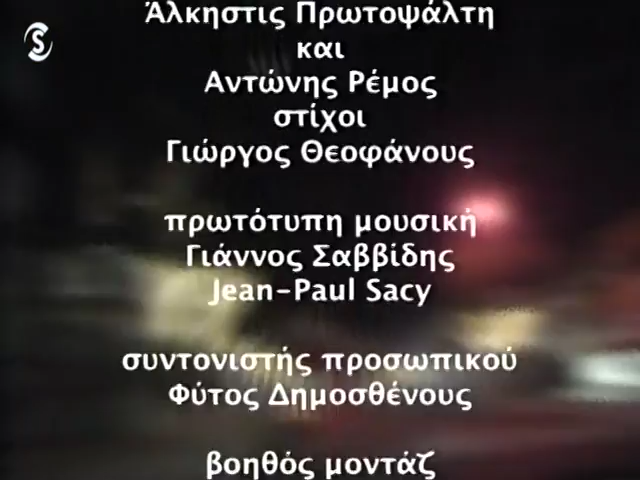 Άλκηστις Πρωτοψάλτη
και
Αντώνης Ρέμος
στίχοι
Γιώργος Θεοφάνους
πρωτότυπη μουσική
Γιάννος Σαββίδης
Jean-Paul Sacy
συντονιστής προσωπικού
Φύτος Δημοσθένους
βοηθός μοντάζ